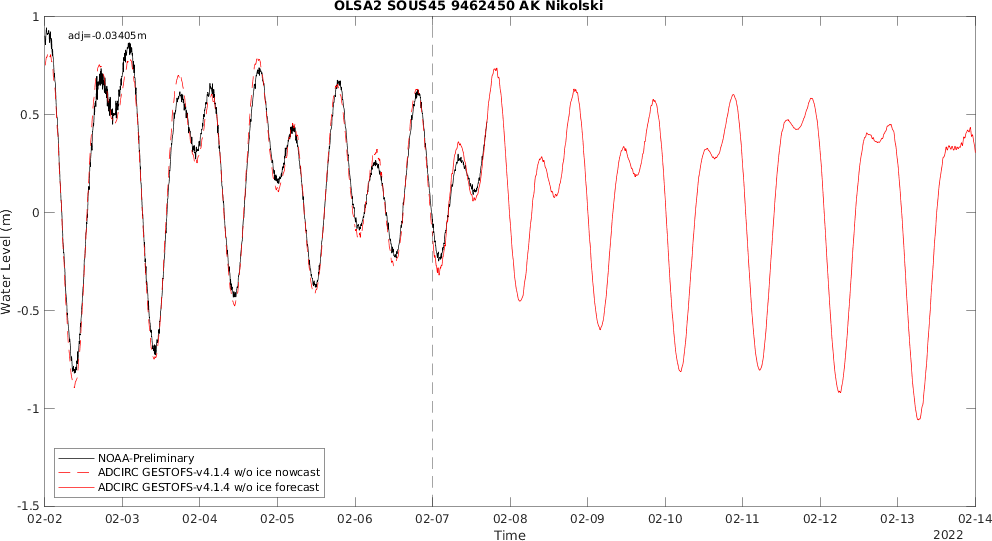 OLSA2 SOUS45 9462450 AK Nikolski
adj=-0.03405m
1
0.5
0
-0.5
-1
-1.5
Water Level (m)
NOAA-Preliminary
ADCIRC GESTOFS-v4.1.4 w/o ice nowcast
ADCIRC GESTOFS-v4.1.4 w/o ice forecast
02-02 02-03 02-04 02-05 02-06 02-07 02-08 02-09 02-10 02-11 02-12 02-13 02-14
Time
2022